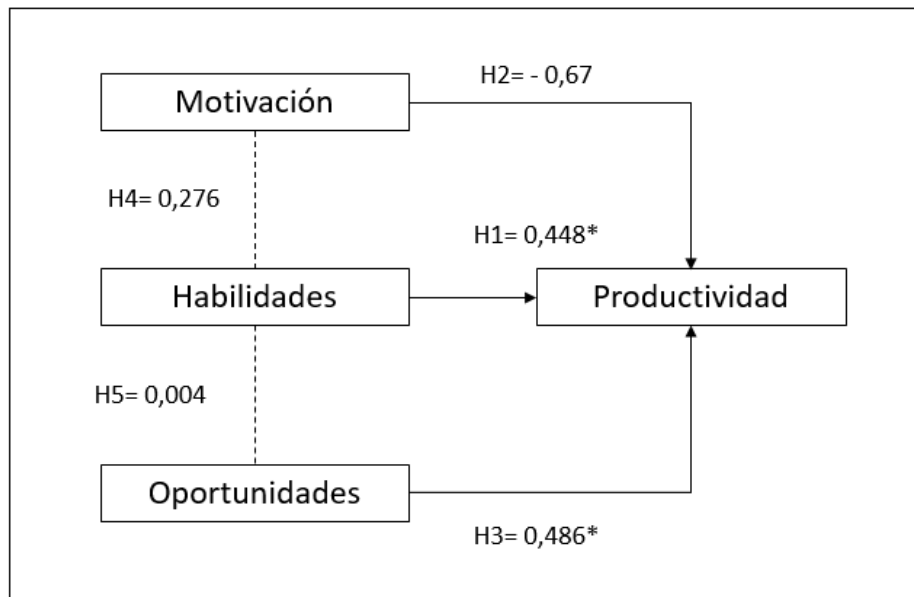 Motivación
H2= - 0,67
H4= 0,276
H1= 0,448*
Habilidades
Productividad
H5= 0,004
Oportunidades
H3= 0,486*